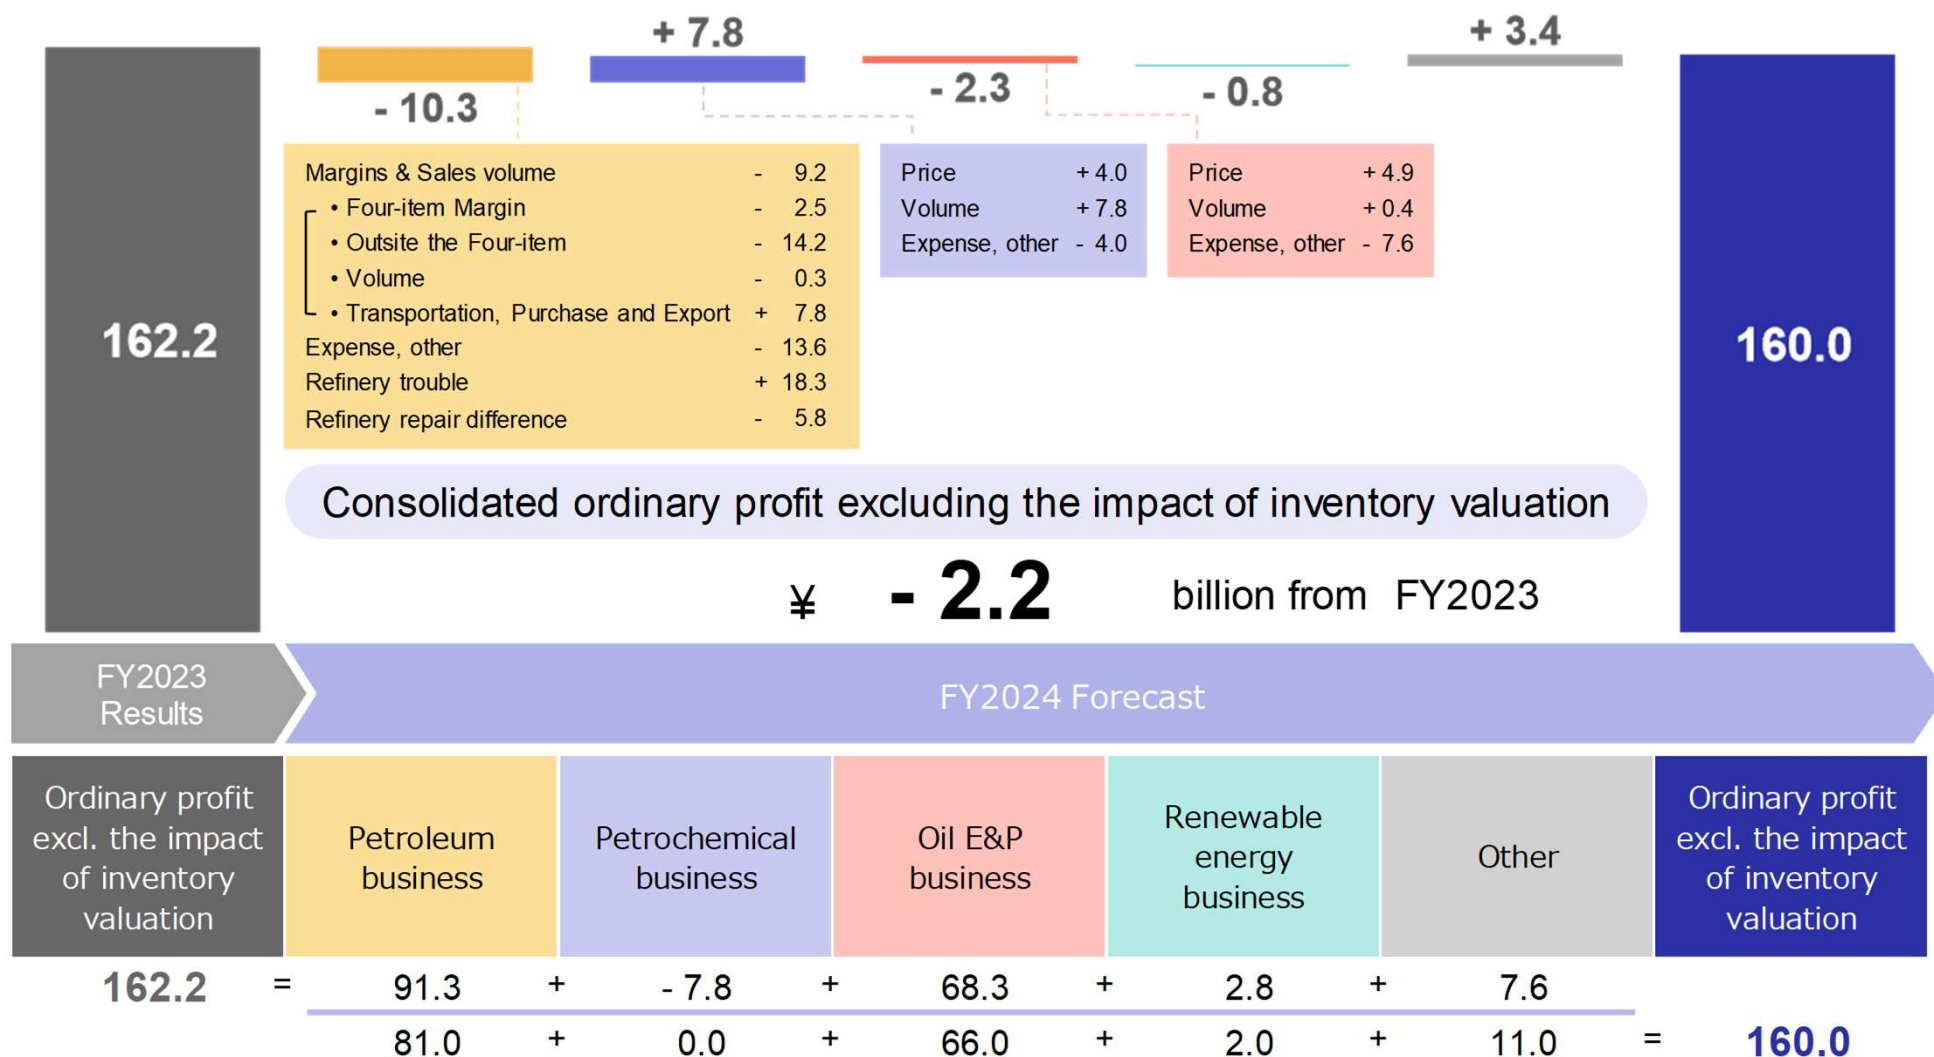 162.2
- 10.3
+ 7.8
- 2.3
- 0.8
+ 3.4
160.0
Margins & Sales volume - 9.2
• Four-item Margin - 2.5
• Outsite the Four-item - 14.2
• Volume - 0.3
• Transportation, Purchase and Export + 7.8
Expense, other - 13.6
Refinery trouble + 18.3
Refinery repair difference - 5.8
Price + 4.0
Volume + 7.8
Expense, other - 4.0
Price + 4.9
Volume + 0.4
Expense, other - 7.6
Consolidated ordinary profit excluding the impact of inventory valuation
¥ - 2.2 billion from FY2023
FY2023
Results
FY2024 Forecast
Ordinary profit
excl. the impact
of inventory
valuation
Petroleum
business
Petrochemical
business
Oil E&P
business
Renewable
energy
business
Other
Ordinary profit
excl. the impact
of inventory
valuation
162.2 = 91.3 + - 7.8 + 68.3 + 2.8 + 7.6
81.0 + 0.0 + 66.0 + 2.0 + 11.0 = 160.0